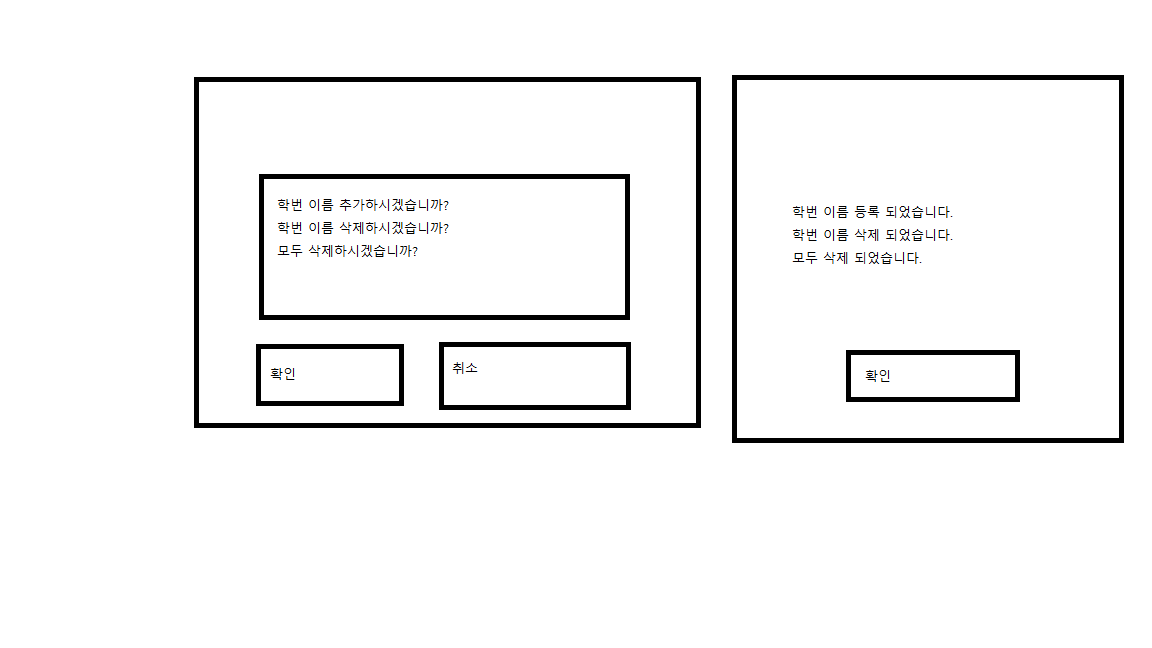 학번 이름 추가하시겠습니까?
학번 이름 삭제하시겠습니까?
모두 삭제하시겠습니까?
확인
취소
학번 이름 등록 되었습니다.
학번 이름 삭제 되었습니다.
모두 삭제 되었습니다.
확인